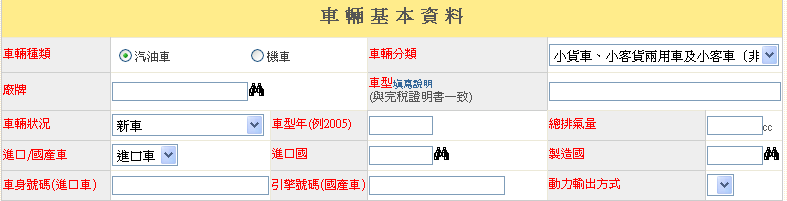 車輛基本資料
車輛種類 汽油車 機車 車輛分類 小貨車、小客貨兩用車及小客車（非
廠牌 車型填寫說明
(與完稅證明書一致)
車輛狀況 新車 車型年(例2005) 總排氣量 cc
進口/國產車 進口車 進口國 製造國
車身號碼(進口車) 引擎號碼(國產車) 動力輸出方式